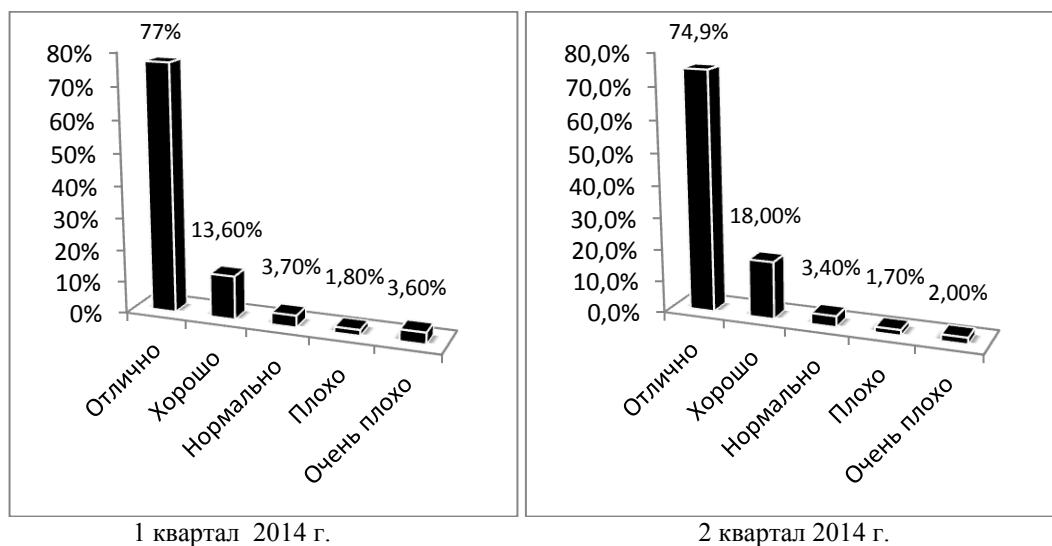 77%
80%
70%
60%
50%
40%
30%
20%
10%
0%
13,60%
3,70%
1,80%
3,60%
Отлично
Хорошо
Нормально
Плохо
Очень плохо
1 квартал 2014 г.
74,9%
80,0%
70,0%
60,0%
50,0%
40,0%
30,0%
20,0%
10,0%
0,0%
18,00%
3,40%
1,70%
2,00%
Отлично
Хорошо
Нормально
Плохо
Очень плохо
2 квартал 2014 г.